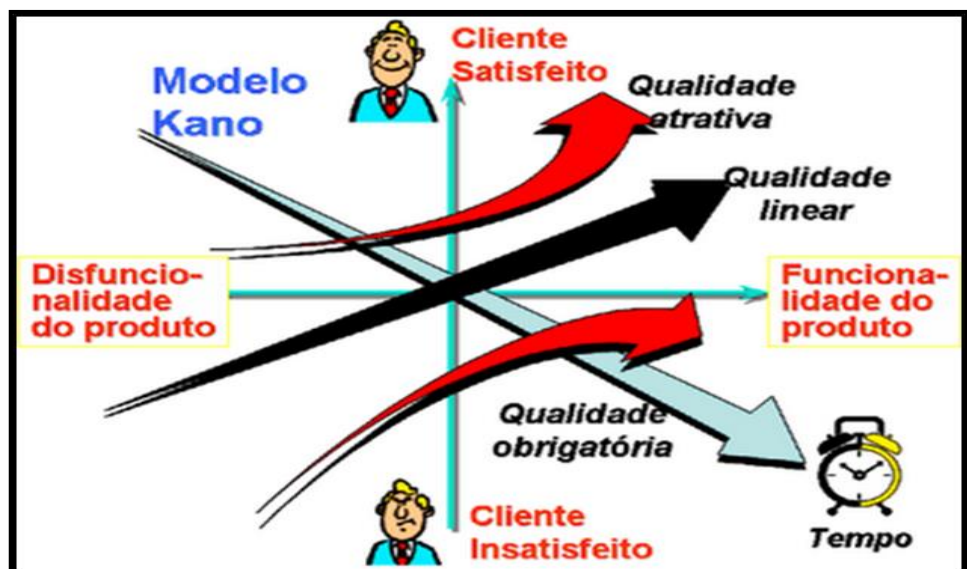 Modelo
Kano
Cliente
Satisfeito
Qualidade
atrativa
Qualidade
linear
Disfuncio-
nalidade
do produto
Funciona-
lidade do
produto
Qualidade
obrigatória
Cliente
Insatisfeito
Tempo